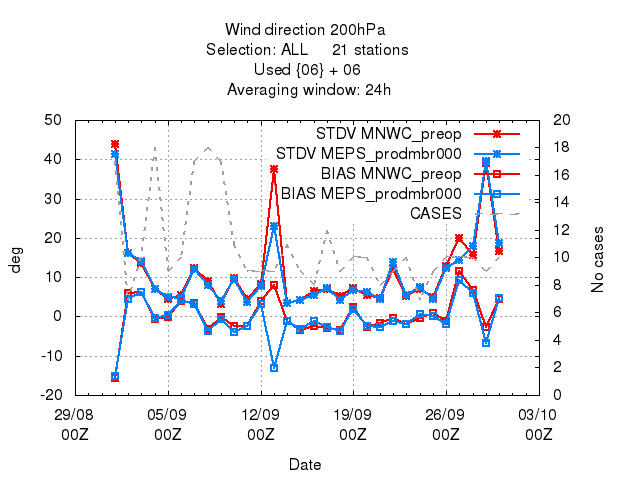 Wind direction 200hPa
Selection: ALL 21 stations
Used {06} + 06
Averaging window: 24h
50 20
STDV MNWC_preop
18
STDV MEPS_prodmbr000
40 16
BIAS MNWC_preop
BIAS MEPS_prodmbr000
30 14
CASES
12
20
10
10 8
6
0
4
-10
2
-20 0
deg
No cases
29/08 05/09 12/09 19/09 26/09 03/10
00Z 00Z 00Z 00Z 00Z 00Z
Date